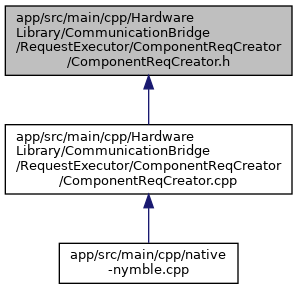 app/src/main/cpp/Hardware
Library/CommunicationBridge
/RequestExecutor/ComponentReqCreator
/ComponentReqCreator.h
app/src/main/cpp/Hardware
Library/CommunicationBridge
/RequestExecutor/ComponentReqCreator
/ComponentReqCreator.cpp
app/src/main/cpp/native
-nymble.cpp